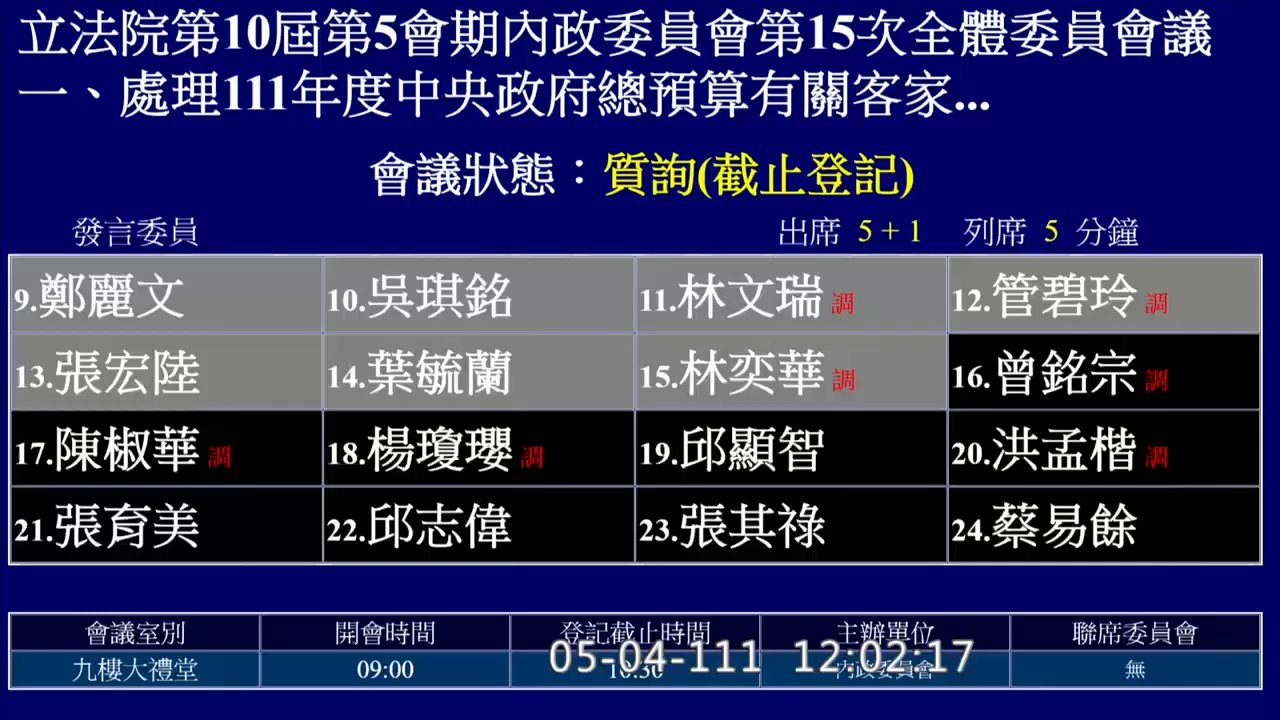 立法院第10屆第5會期內政委員會第15次全體委員會議
一、處理111年度中央政府總預算有關客家...
會議狀態：質詢(截止登記)
發言委員 出席 5 + 1 列席 5 分鐘
9.鄭麗文 10.吳琪銘 11.林文瑞 調 12.管碧玲 調
13.張宏陸 14.葉毓蘭 15.林奕華 調 16.曾銘宗 調
17.陳椒華 調 18.楊瓊瓔 調 19.邱顯智 20.洪孟楷 調
21.張育美 22.邱志偉 23.張其祿 24.蔡易餘
會議室別 開會時間 登記截止時間 主辦單位 聯席委員會
05-04-111 12:02:17
九樓大禮堂 09:00 10:30 內政委員會 無